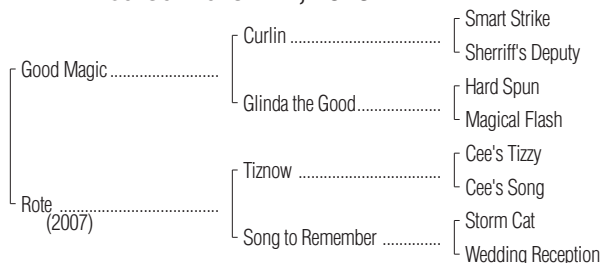 Smart Strike
Curlin ........................................
Sherriff's Deputy
Good Magic ............................
Hard Spun
Glinda the Good......................
Magical Flash
Cee's Tizzy
Tiznow .....................................
Cee's Song
Rote .........................................
(2007)
Storm Cat
Song to Remember ...............
Wedding Reception